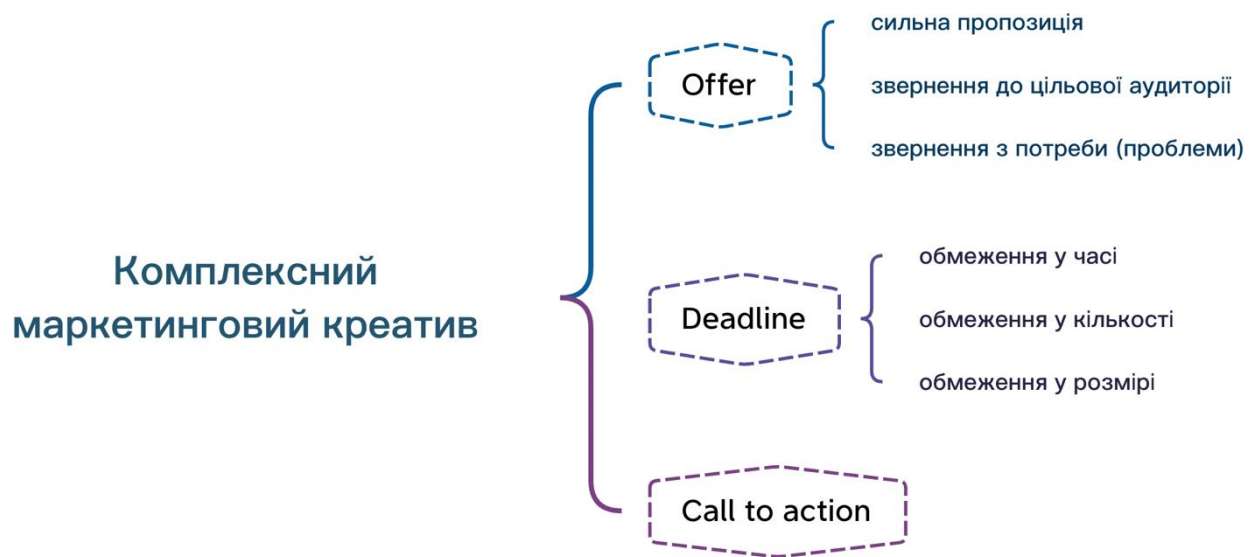 Комплексний
маркетинговий креатив
Offer
сильна пропозиція
звернення до цільової аудиторії
звернення з потреби (проблеми)
Deadline
обмеження у часі
обмеження у кількості
обмеження у розмірі
Call to action